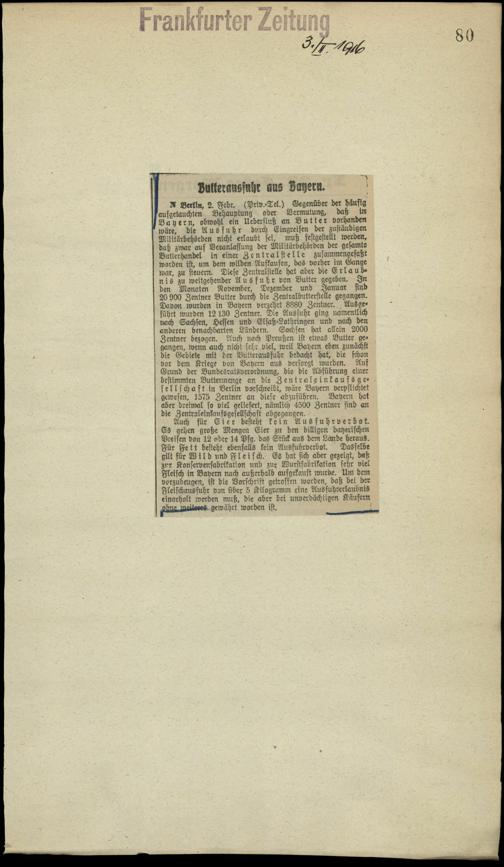 Frankfurter Zeitung
3./II. 1916
80
Butterausfuhr aus Bayern.
N Berlin, 2. Febr. (Priv.-Tel.) Gegenüber der häufig
aufgetauchten Behauptung oder Vermutung, daß in
Bayern, obwohl ein Ueberfluß an Butter vorhanden
wäre, die Ausfuhr durch Eingreifen der zuständigen
Militärbehörden nicht erlaubt sei, muß festgestellt werden,
daß zwar auf Veranlassung der Militärbehörden der gesamte
Butterhandel in einer Zentralstelle zusammengefaßt
worden ist, um dem wilden Aufkaufen, das vorher im Gange
war, zu steuern. Diese Zentralstelle hat aber die Erlaub-
nis zu weitgehender Ausfuhr von Butter gegeben. In
den Monaten November, Dezember und Januar sind
20 900 Zentner Butter durch die Zentralbutterstelle gegangen.
Davon wurden in Bayern verzehrt 8880 Zentner. Ausge-
führt wurden 12 130 Zentner. Die Ausfuhr ging namentlich
nach Sachsen, Hessen und Elsaß-Lothringen und nach den
anderen benachbarten Ländern. Sachsen hat allein 2000
Zentner bezogen. Auch nach Preußen ist etwas Butter ge-
gangen, wenn auch nicht sehr viel, weil Bayern eben zunächst
die Gebiete mit der Butterausfuhr bedacht hat, die schon
vor dem Kriege von Bayern aus versorgt wurden. Auf
Grund der Bundesratsverordnung, die die Abführung einer
bestimmten Buttermenge an die Zentraleinkaufsge-
sellschaft in Berlin vorschreibt, wäre Bayern verpflichtet
gewesen, 1575 Zentner an diese abzuführen. Bayern hat
aber dreimal so viel geliefert, nämlich 4500 Zentner sind an
die Zentraleinkaufsgesellschaft abgegangen.
Auch für Eier besteht kein Ausfuhrverbot.
Es gehen große Mengen Eier zu den billigen bayerischen
Preisen von 12 oder 14 Pfg. das Stück aus dem Lande heraus.
Für Fett besteht ebenfalls kein Ausfuhrverbot. Dasselbe
gilt für Wild und Fleisch. Es hat sich aber gezeigt, daß
zur Konservenfabrikation und zur Wurstfabrikation sehr viel
Fleisch in Bayern nach außerhalb aufgekauft wurde. Um dem
vorzubeugen, ist die Vorschrift getroffen worden, daß bei der
Fleischausfuhr von über 5 Kilogramm eine Ausfuhrerlaubnis
eingeholt werden muß, die aber bei unverdächtigen Käufern
ohne weiteres gewährt worden ist.